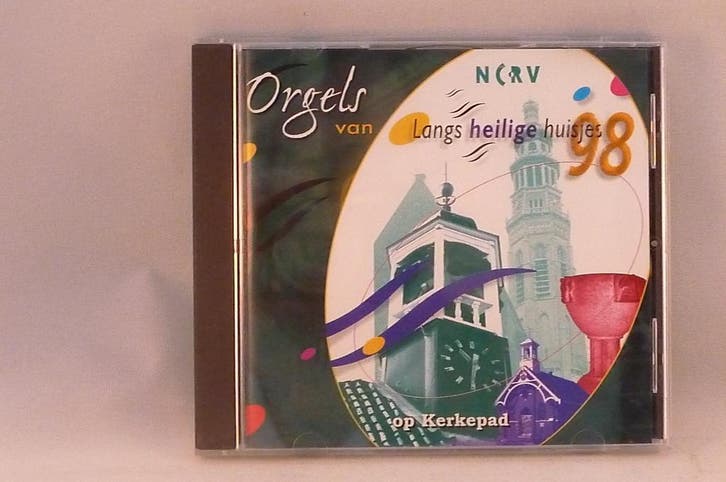 NCRV
Orgels
van
Langs heilige huisjes
98
op Kerkepad